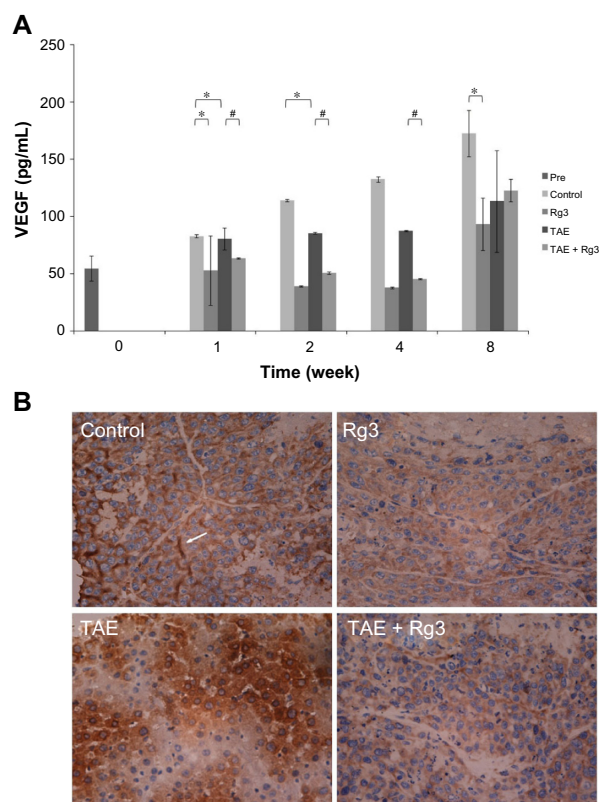 A
250
200
150
100
50
0
VEGF (pg/mL)
* * # * # # *
0 1 2 4 8
Time (week)
Pre
Control
Rg3
TAE
TAE + Rg3
B
Control Rg3
TAE TAE + Rg3